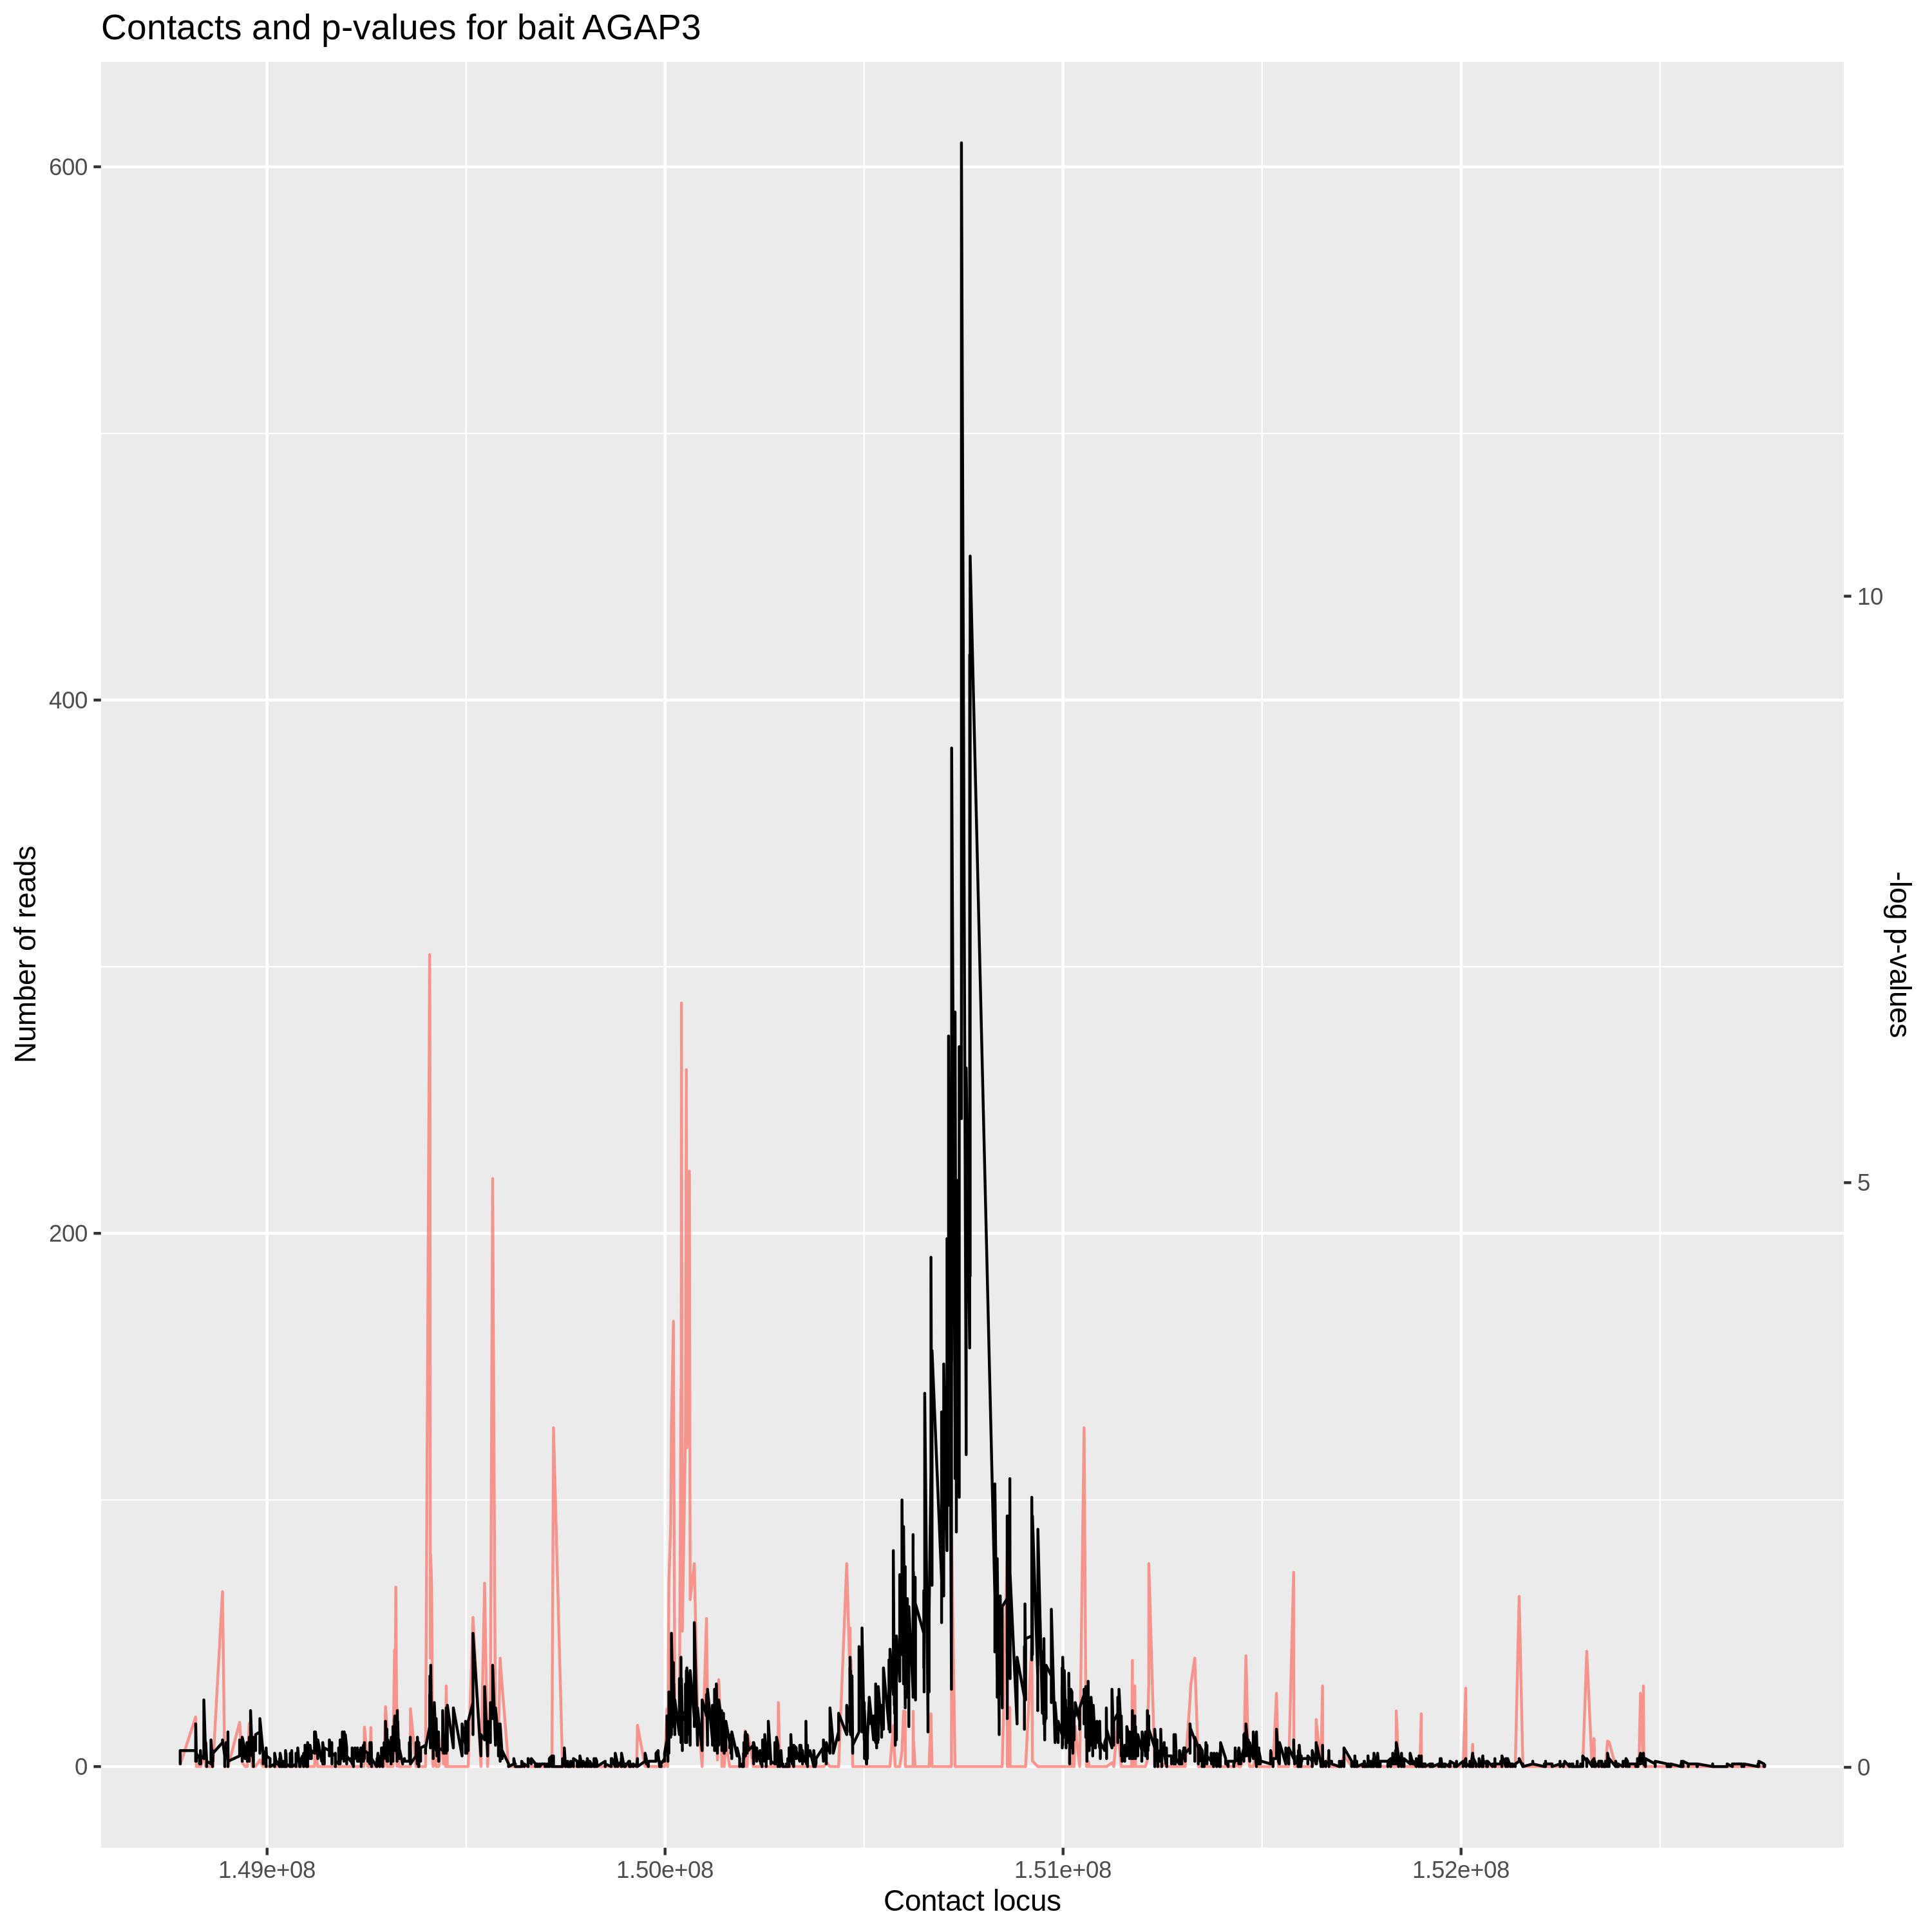 Contacts and p-values for bait AGAP3
600
400
200
0
Number of reads
10
5
0
-log p-values
1.49e+08
1.50e+08
1.51e+08
1.52e+08
Contact locus